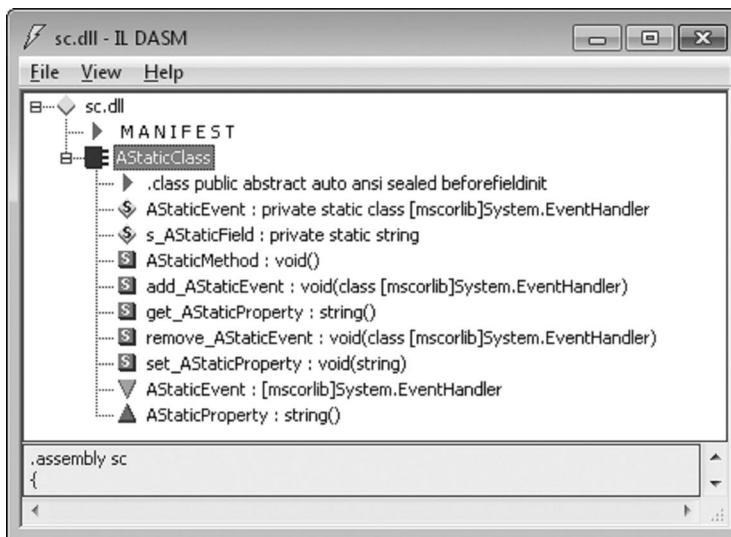 sc.dll - IL DASM
File View Help
sc.dll
MANIFEST
AStaticClass
.class public abstract auto ansi sealed beforefieldinit
AStaticEvent : private static class [mscorlib]System.EventHandler
s_AStaticField : private static string
AStaticMethod : void()
add_AStaticEvent : void(class [mscorlib]System.EventHandler)
get_AStaticProperty : string()
remove_AStaticEvent : void(class [mscorlib]System.EventHandler)
set_AStaticProperty : void(string)
AStaticEvent : [mscorlib]System.EventHandler
AStaticProperty : string()
.assembly sc
{